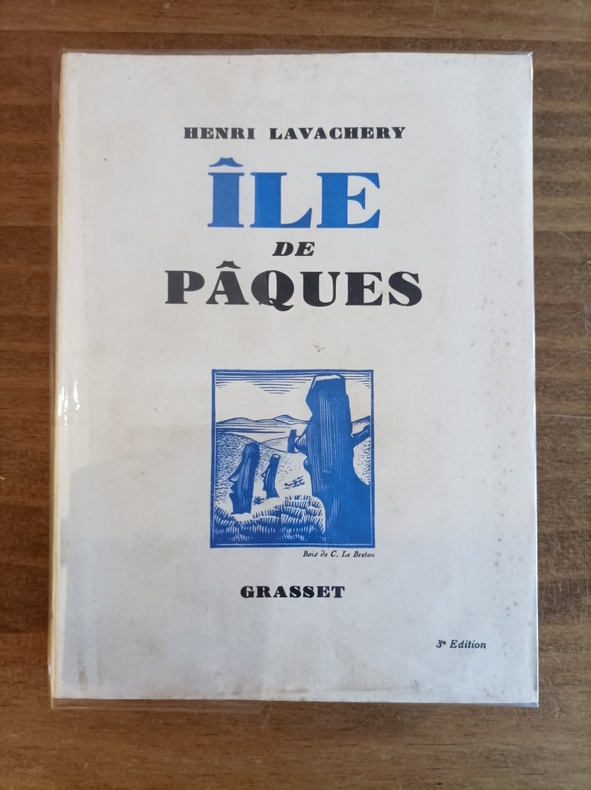 HENRI LAVACHERY
ÎLE
DE
PÂQUES
Bois de C. Le Breton
GRASSET
3e Edition